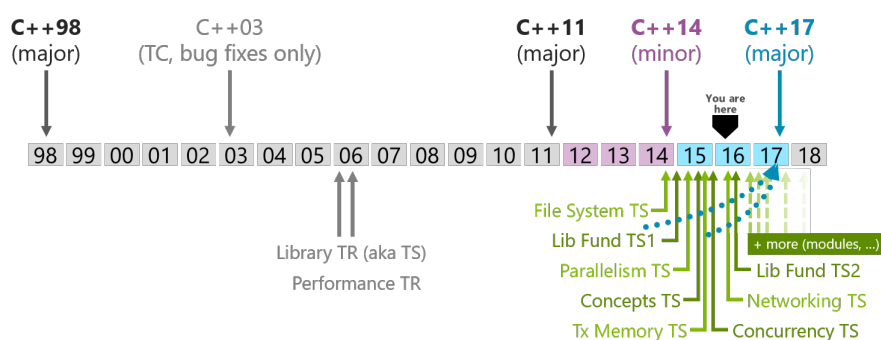 C++98
(major)
C++03
(TC, bug fixes only)
C++11
(major)
C++14
(minor)
C++17
(major)
You are
here
98 99 00 01 02 03 04 05 06 07 08 09 10 11 12 13 14 15 16 17 18
File System TS
Lib Fund TS1
+ more (modules, ...)
Library TR (aka TS)
Performance TR
Parallelism TS
Lib Fund TS2
Concepts TS
Networking TS
Tx Memory TS
Concurrency TS